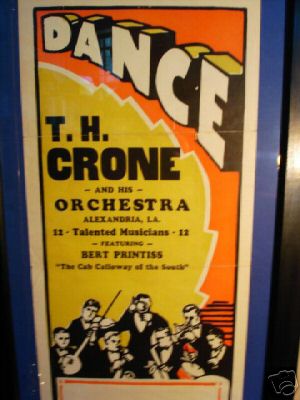 DANCE
T. H.
CRONE
- AND HIS -
ORCHESTRA
ALEXANDRIA, LA.
12 - Talented Musicians - 12
- FEATURING -
BERT PRINTISS
"The Cab Calloway of the South"